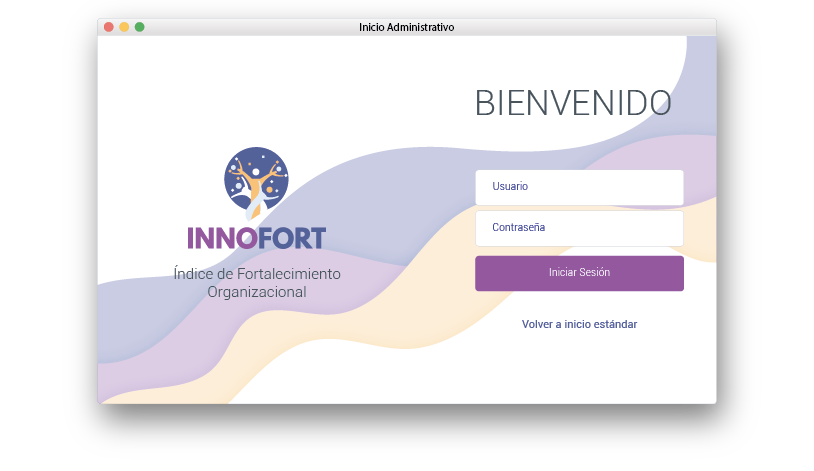 Inicio Administrativo
BIENVENIDO
INNOFORT
Índice de Fortalecimiento
Organizacional
Usuario
Contraseña
Iniciar Sesión
Volver a inicio estándar